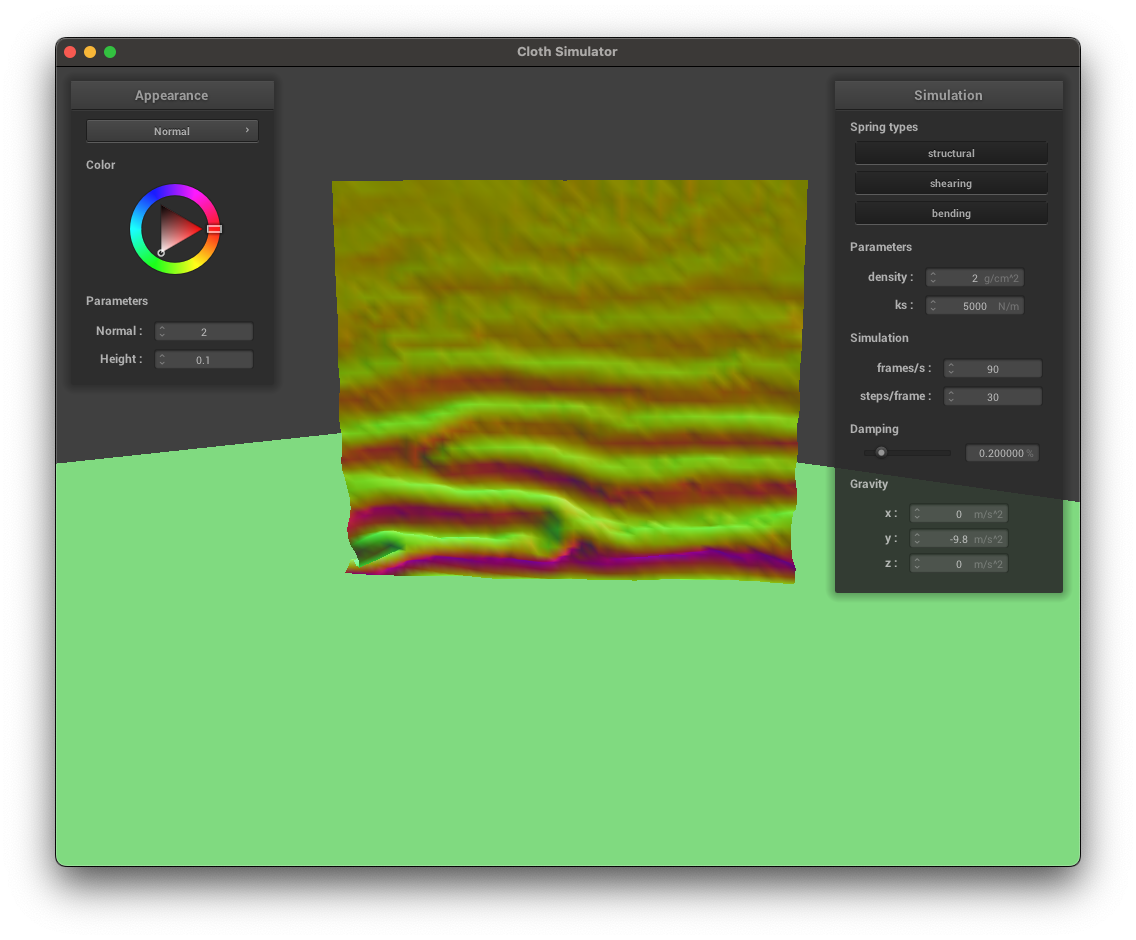 Cloth Simulator
Appearance
Normal ›
Color
Parameters
Normal : 2
Height : 0.1
Simulation
Spring types
structural
shearing
bending
Parameters
density : 2 g/cm^2
ks : 5000 N/m
Simulation
frames/s : 90
steps/frame : 30
Damping
0.200000 %
Gravity
x : 0 m/s^2
y : -9.8 m/s^2
z : 0 m/s^2